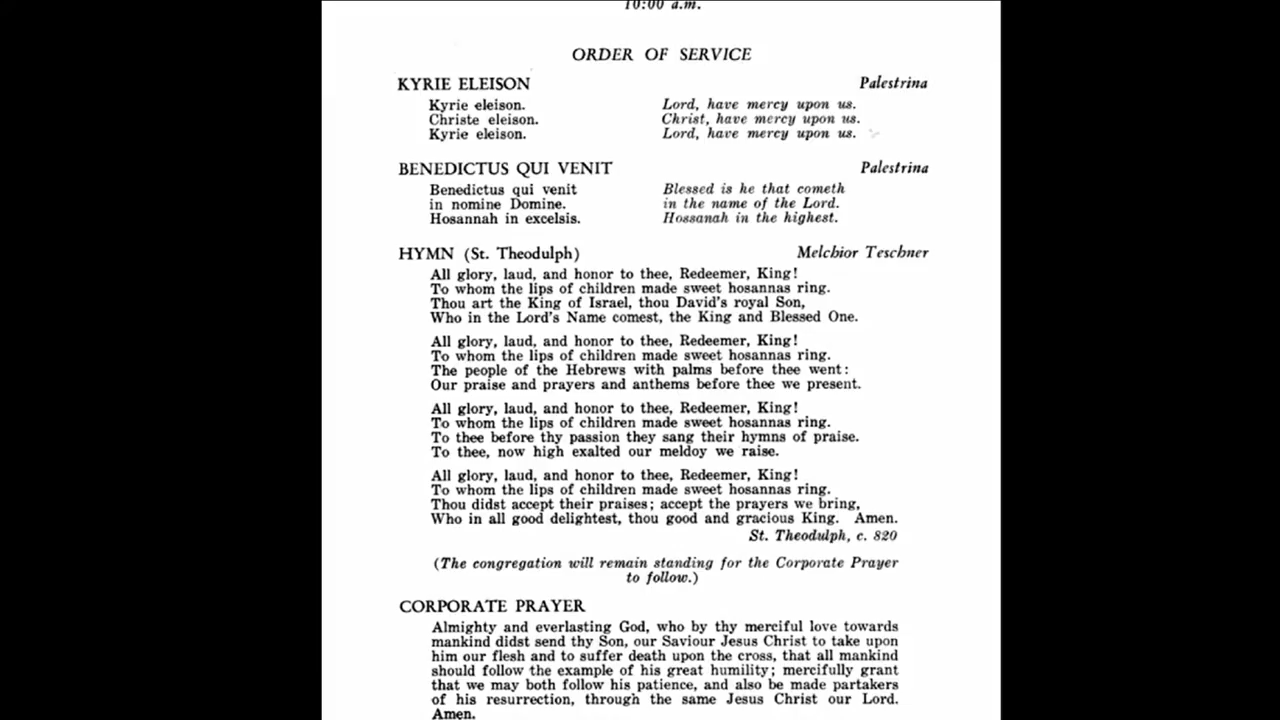 10:00 a.m.
ORDER OF SERVICE
KYRIE ELEISON Palestrina
Kyrie eleison. Lord, have mercy upon us.
Christe eleison. Christ, have mercy upon us.
Kyrie eleison. Lord, have mercy upon us.
BENEDICTUS QUI VENIT Palestrina
Benedictus qui venit Blessed is he that cometh
in nomine Domine. in the name of the Lord.
Hosannah in excelsis. Hossanah in the highest.
HYMN (St. Theodulph) Melchior Teschner
All glory, laud, and honor to thee, Redeemer, King!
To whom the lips of children made sweet hosannas ring.
Thou art the King of Israel, thou David's royal Son,
Who in the Lord's Name comest, the King and Blessed One.
All glory, laud, and honor to thee, Redeemer, King!
To whom the lips of children made sweet hosannas ring.
The people of the Hebrews with palms before thee went:
Our praise and prayers and anthems before thee we present.
All glory, laud, and honor to thee, Redeemer, King!
To whom the lips of children made sweet hosannas ring.
To thee before thy passion they sang their hymns of praise.
To thee, now high exalted our meldoy we raise.
All glory, laud, and honor to thee, Redeemer, King!
To whom the lips of children made sweet hosannas ring.
Thou didst accept their praises; accept the prayers we bring,
Who in all good delightest, thou good and gracious King. Amen.
St. Theodulph, c. 820
(The congregation will remain standing for the Corporate Prayer
to follow.)
CORPORATE PRAYER
Almighty and everlasting God, who by thy merciful love towards
mankind didst send thy Son, our Saviour Jesus Christ to take upon
him our flesh and to suffer death upon the cross, that all mankind
should follow the example of his great humility; mercifully grant
that we may both follow his patience, and also be made partakers
of his resurrection, through the same Jesus Christ our Lord.
Amen.